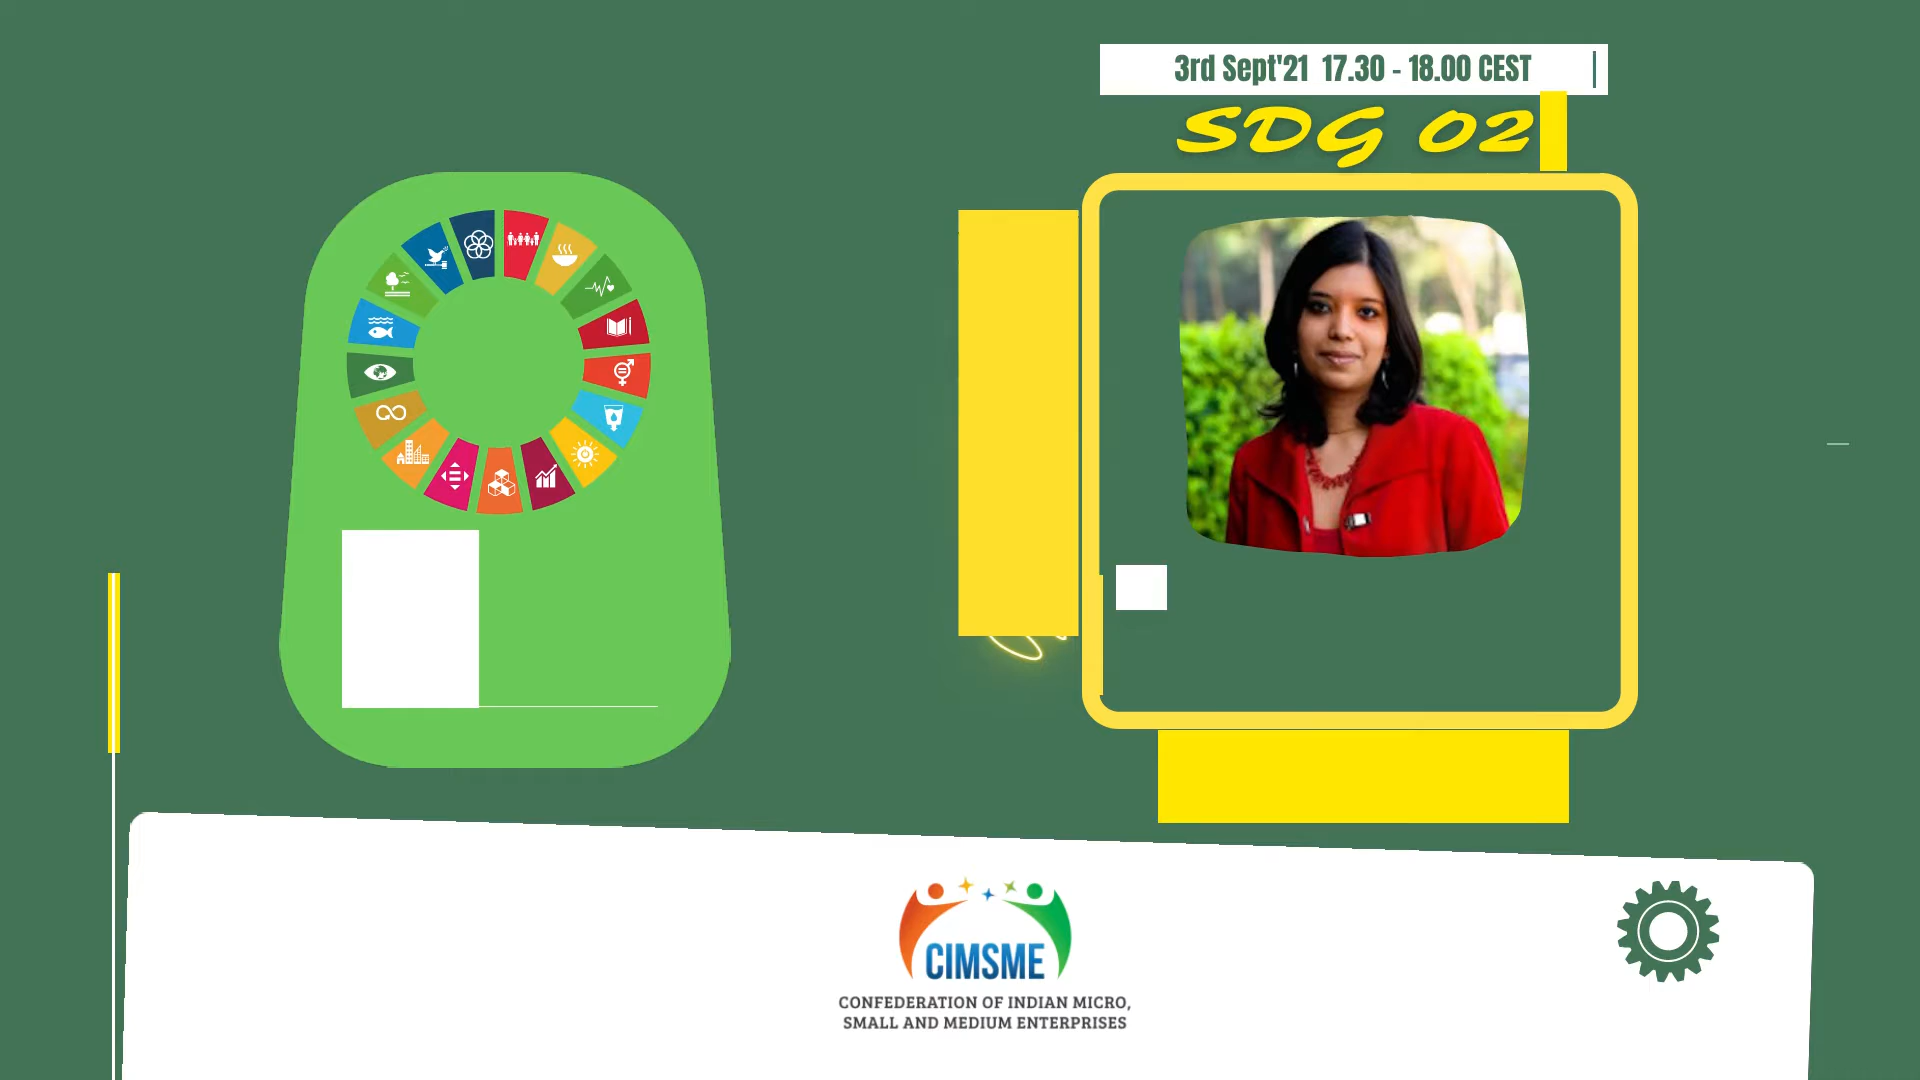 3rd Sept'21 17.30 - 18.00 CEST
SDG 02
CIMSME
CONFEDERATION OF INDIAN MICRO,
SMALL AND MEDIUM ENTERPRISES